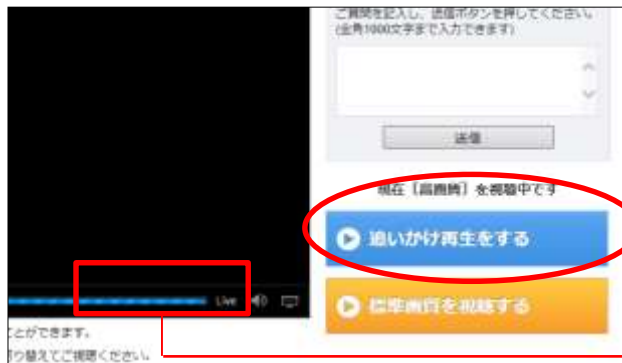 ご質問を記入し、送信ボタンを押してください。
(全角1000文字まで入力できます)
送信
現在［高画質］を視聴中です
追いかけ再生をする
Live
標準画質を視聴する
ことができます。
切り替えてご視聴ください。